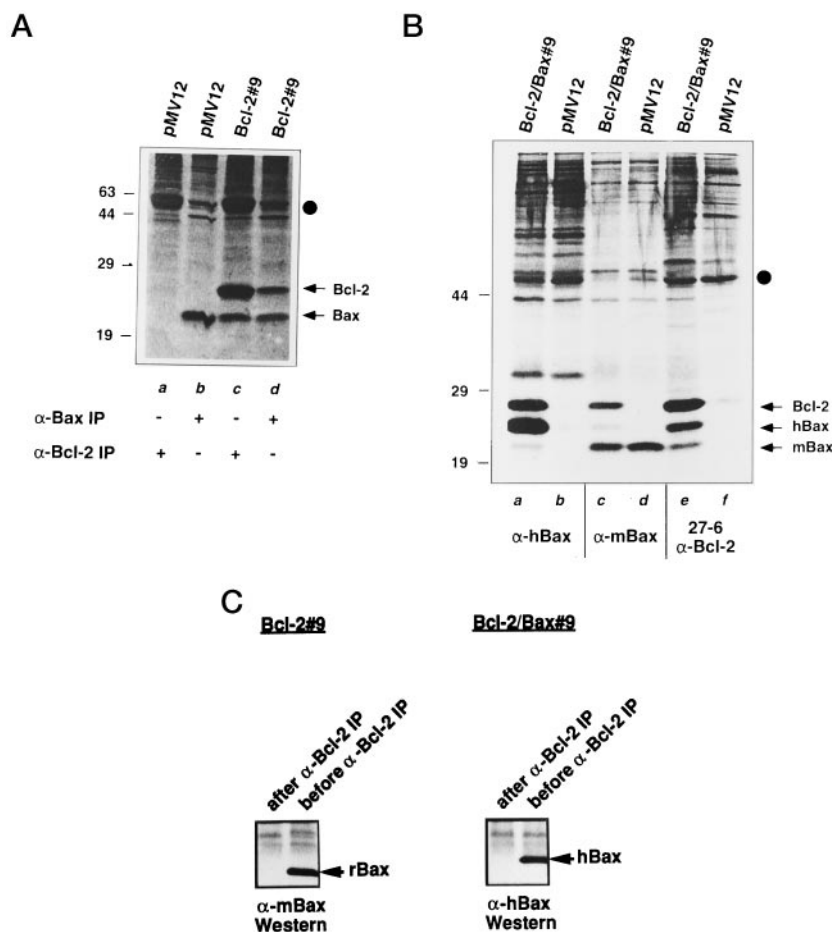 A
pMV12
pMV12
Bcl-2#9
Bcl-2#9
63
44
29
19
Bcl-2
Bax
a b c d
α-Bax IP - + - +
α-Bcl-2 IP + - + -
B
Bcl-2/Bax#9
pMV12
Bcl-2/Bax#9
pMV12
Bcl-2/Bax#9
pMV12
44
29
19
Bcl-2
hBax
mBax
a b c d e f
α-hBax α-mBax 27-6
α-Bcl-2
C
Bcl-2#9
after α-Bcl-2 IP
before α-Bcl-2 IP
rBax
α-mBax
Western
Bcl-2/Bax#9
after α-Bcl-2 IP
before α-Bcl-2 IP
hBax
α-hBax
Western